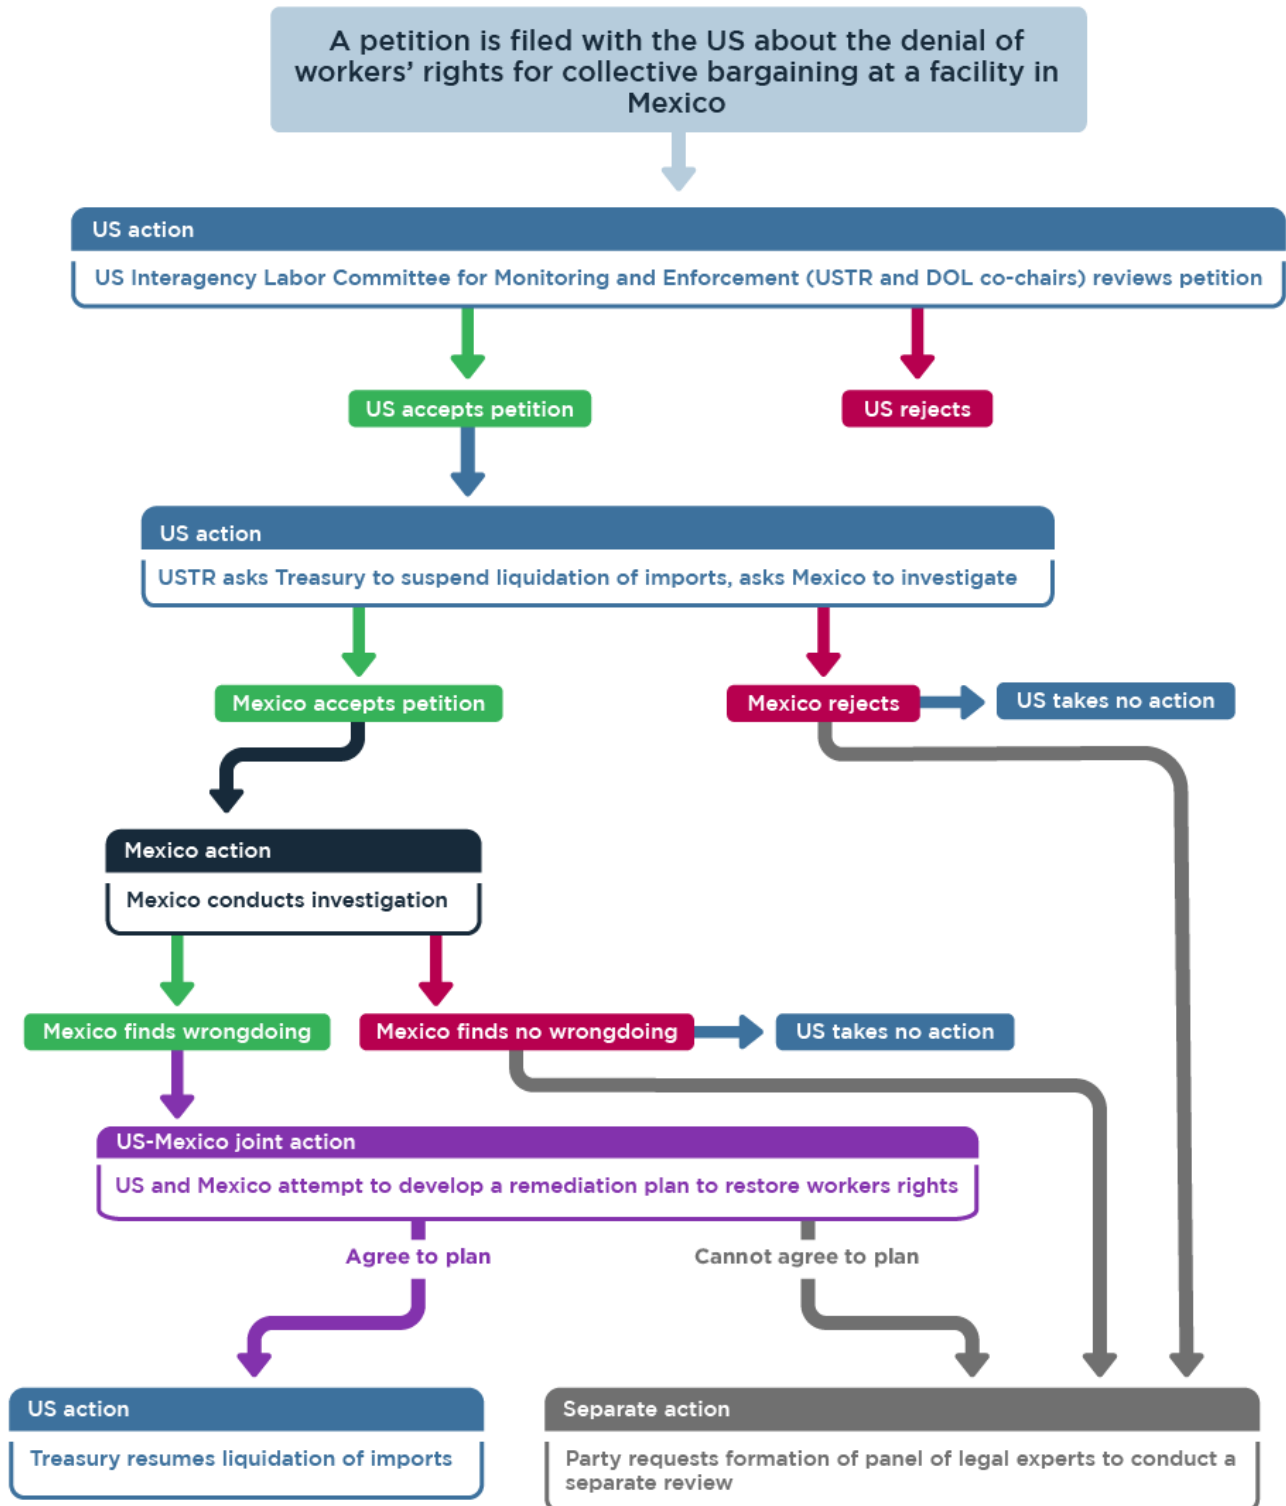 A petition is filed with the US about the denial of
workers’ rights for collective bargaining at a facility in
Mexico
US action
US Interagency Labor Committee for Monitoring and Enforcement (USTR and DOL co-chairs) reviews petition
US accepts petition
US rejects
US action
USTR asks Treasury to suspend liquidation of imports, asks Mexico to investigate
Mexico accepts petition
Mexico rejects
US takes no action
Mexico action
Mexico conducts investigation
Mexico finds wrongdoing
Mexico finds no wrongdoing
US takes no action
US-Mexico joint action
US and Mexico attempt to develop a remediation plan to restore workers rights
Agree to plan
Cannot agree to plan
US action
Treasury resumes liquidation of imports
Separate action
Party requests formation of panel of legal experts to conduct a
separate review